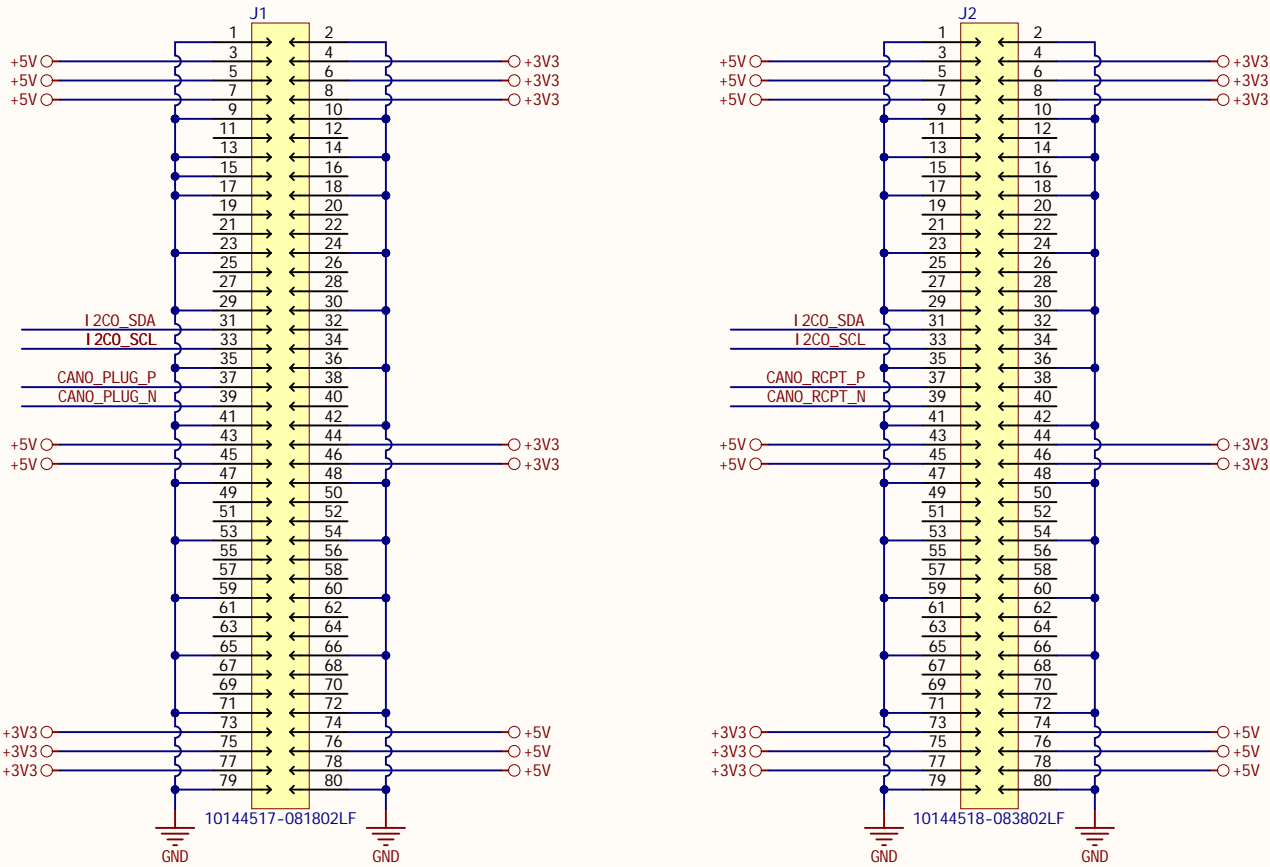 J1 J2
1 2 1 2
+5V 3 4 +3V3 +5V 3 4 +3V3
+5V 5 6 +3V3 +5V 5 6 +3V3
+5V 7 8 +3V3 +5V 7 8 +3V3
9 10 9 10
11 12 11 12
13 14 13 14
15 16 15 16
17 18 17 18
19 20 19 20
21 22 21 22
23 24 23 24
25 26 25 26
27 28 27 28
29 30 29 30
I2C0_SDA 31 32 I2C0_SDA 31 32
I2C0_SCL 33 34 I2C0_SCL 33 34
35 36 35 36
CAN0_PLUG_P 37 38 CAN0_RCPT_P 37 38
CAN0_PLUG_N 39 40 CAN0_RCPT_N 39 40
41 42 41 42
+5V 43 44 +3V3 +5V 43 44 +3V3
+5V 45 46 +3V3 +5V 45 46 +3V3
47 48 47 48
49 50 49 50
51 52 51 52
53 54 53 54
55 56 55 56
57 58 57 58
59 60 59 60
61 62 61 62
63 64 63 64
65 66 65 66
67 68 67 68
69 70 69 70
71 72 71 72
+3V3 73 74 +5V +3V3 73 74 +5V
+3V3 75 76 +5V +3V3 75 76 +5V
+3V3 77 78 +5V +3V3 77 78 +5V
79 80 79 80
10144517-081802LF 10144518-083802LF
GND GND GND GND